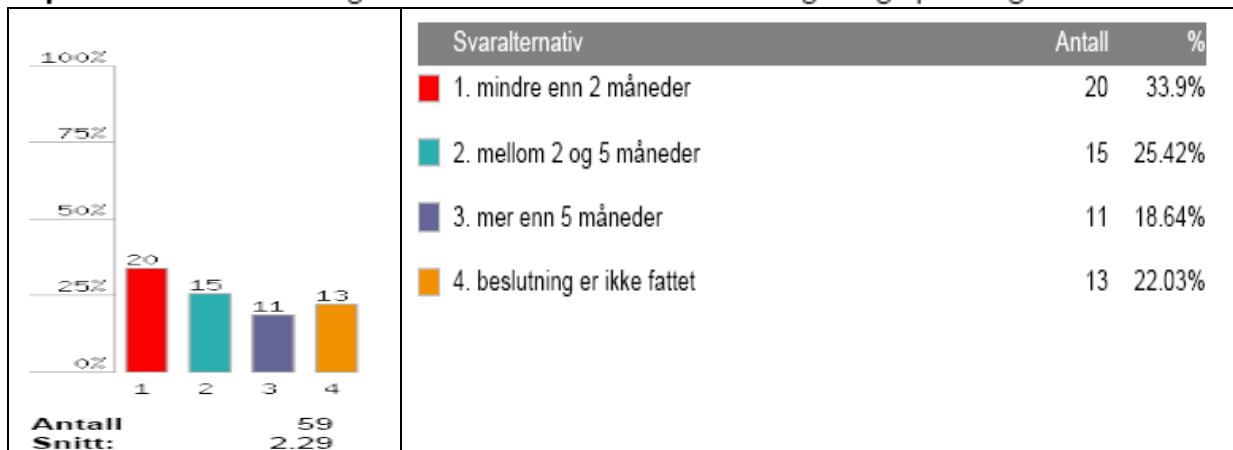 100%
75%
50%
25%
0%
20
15
11
13
1 2 3 4
Antall 59
Snitt: 2.29
Svaralternativ Antall %
1. mindre enn 2 måneder 20 33.9%
2. mellom 2 og 5 måneder 15 25.42%
3. mer enn 5 måneder 11 18.64%
4. beslutning er ikke fattet 13 22.03%